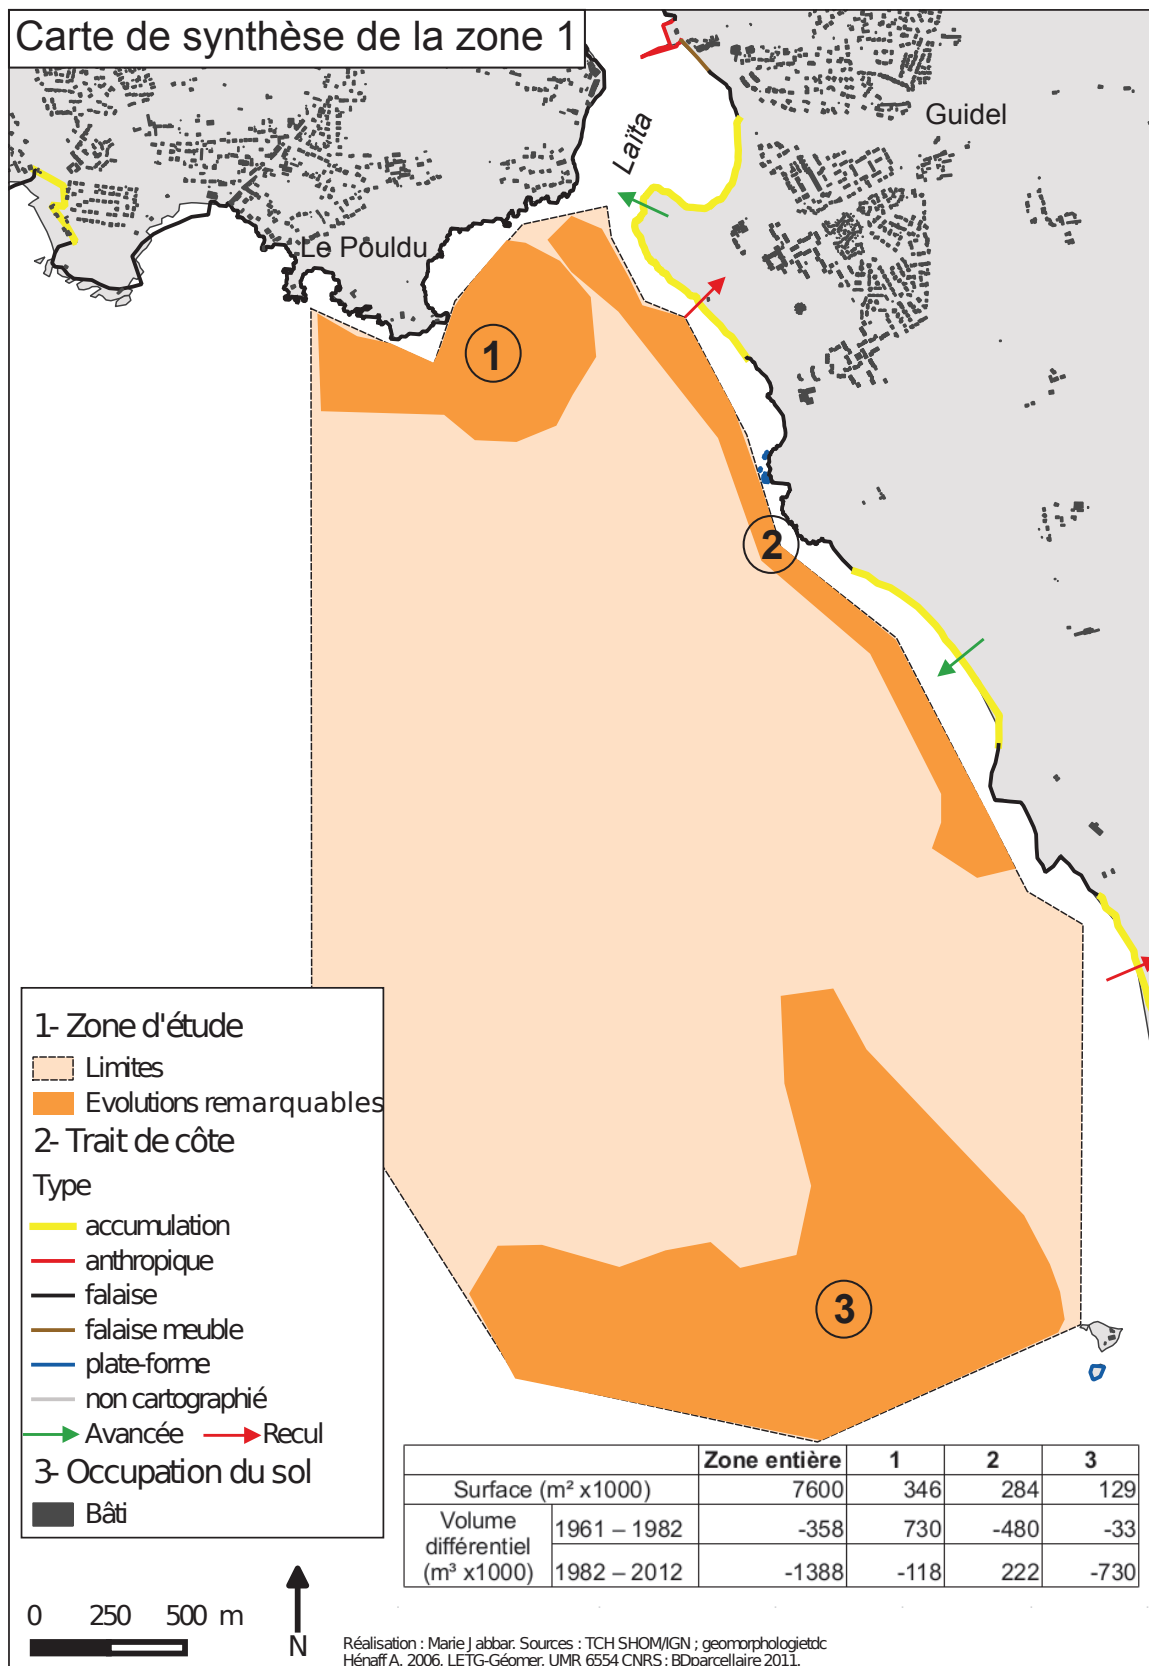 Carte de synthèse de la zone 1
Guidel
Laïta
Le Pouldu
1
2
3
1- Zone d'étude
Limites
Evolutions remarquables
2- Trait de côte
Type
accumulation
anthropique
falaise
falaise meuble
plate-forme
non cartographié
Avancée Recul
3- Occupation du sol
Bâti
Zone entière 1 2 3
Surface (m² x1000) 7600 346 284 129
Volume différentiel (m³ x1000)
1961 – 1982 -358 730 -480 -33
1982 – 2012 -1388 -118 222 -730
0 250 500 m
N
Réalisation : Marie Jabbar. Sources : TCH SHOM/IGN ; geomorphologietdc
Hénaff A. 2006. LETG-Géomer. UMR 6554 CNRS ; BDparcellaire 2011.